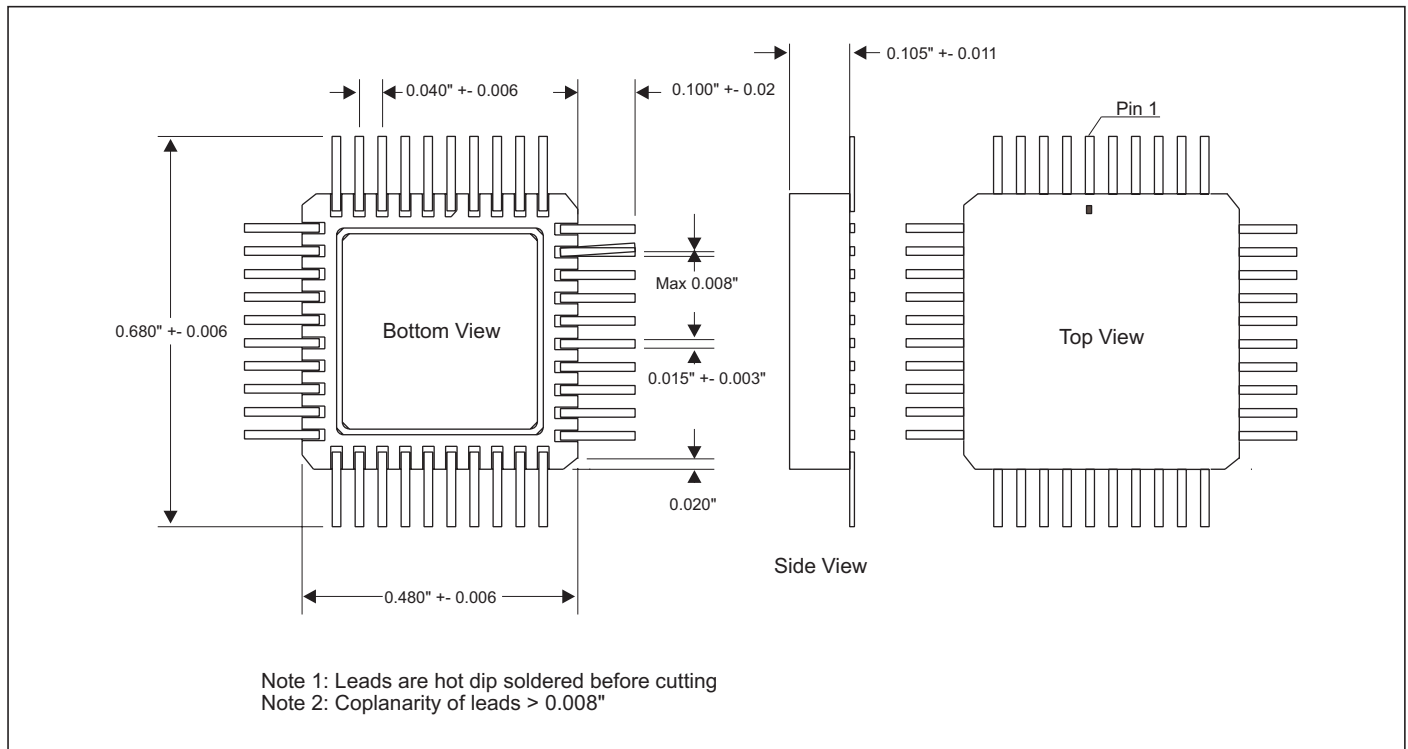 0.105" +- 0.011
0.040" +- 0.006
0.100" +- 0.02
Pin 1
Max 0.008"
0.680" +- 0.006
Bottom View
Top View
0.015" +- 0.003"
0.020"
Side View
0.480" +- 0.006
Note 1: Leads are hot dip soldered before cutting
Note 2: Coplanarity of leads > 0.008"